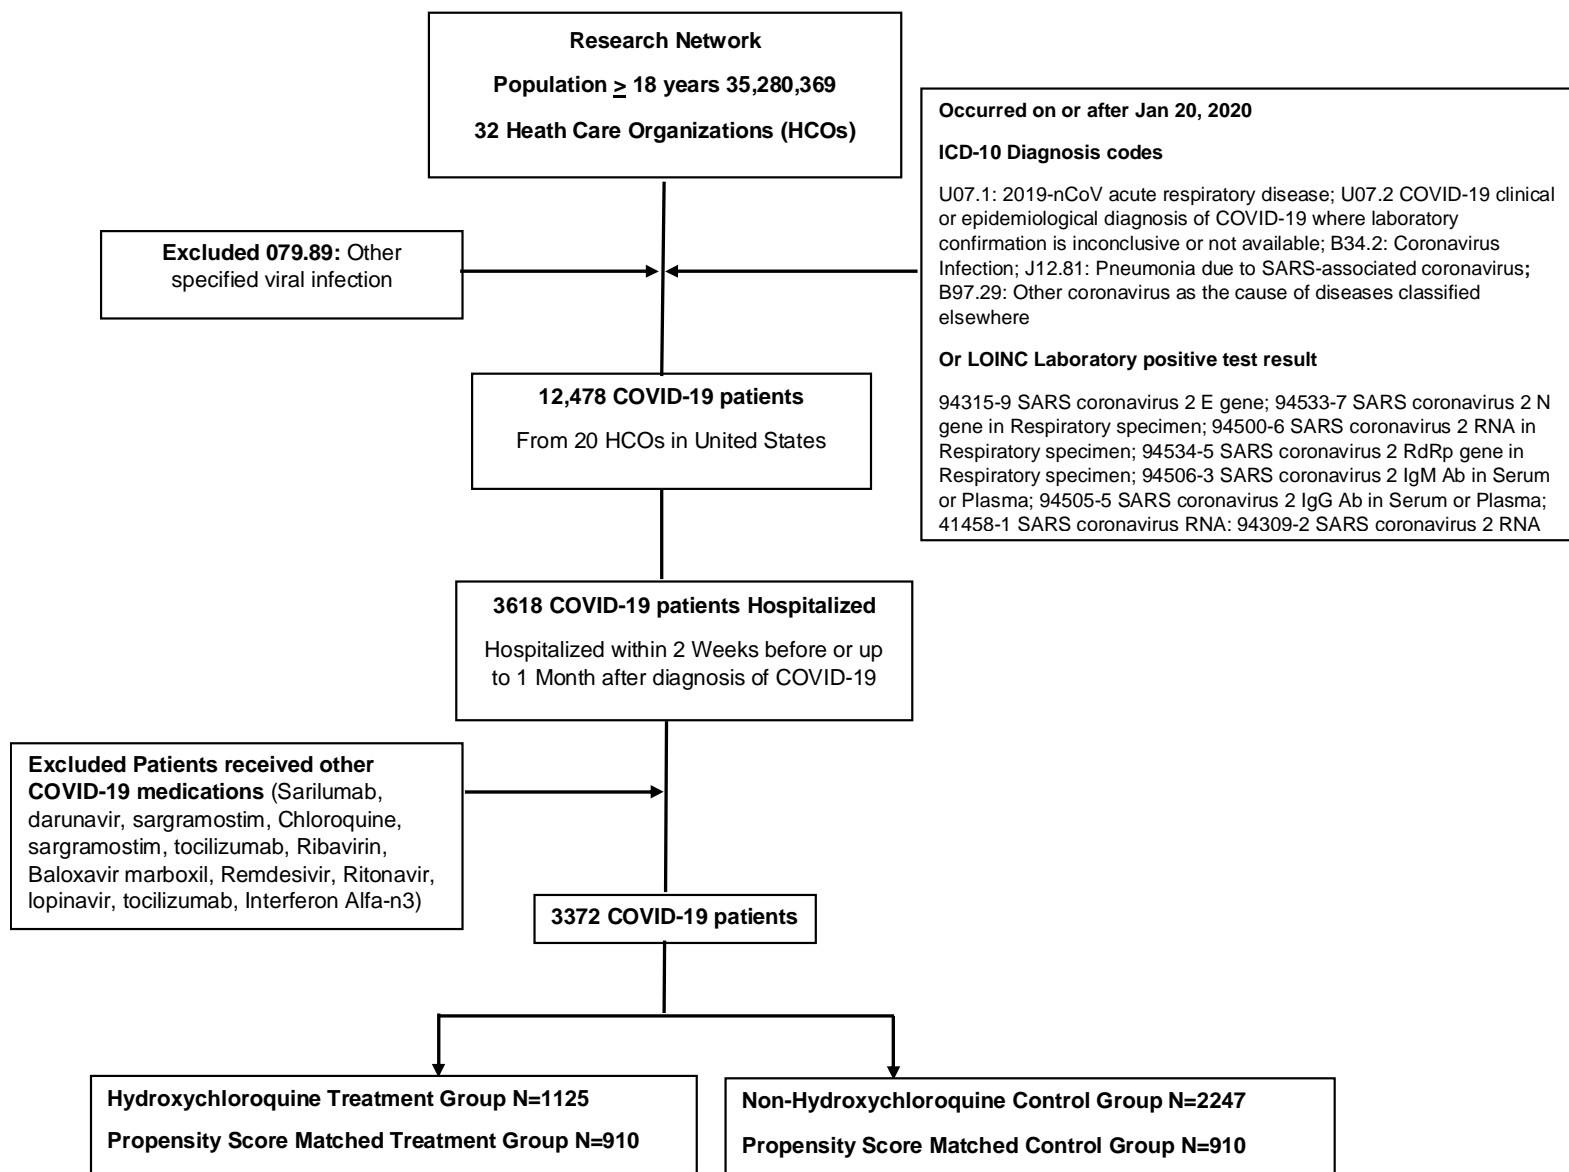 Research Network
Population ≥ 18 years 35,280,369
32 Heath Care Organizations (HCOs)
Occurred on or after Jan 20, 2020
ICD-10 Diagnosis codes
U07.1: 2019-nCoV acute respiratory disease; U07.2 COVID-19 clinical
or epidemiological diagnosis of COVID-19 where laboratory
confirmation is inconclusive or not available; B34.2: Coronavirus
Infection; J12.81: Pneumonia due to SARS-associated coronavirus;
B97.29: Other coronavirus as the cause of diseases classified
elsewhere
Or LOINC Laboratory positive test result
94315-9 SARS coronavirus 2 E gene; 94533-7 SARS coronavirus 2 N
gene in Respiratory specimen; 94500-6 SARS coronavirus 2 RNA in
Respiratory specimen; 94534-5 SARS coronavirus 2 RdRp gene in
Respiratory specimen; 94506-3 SARS coronavirus 2 IgM Ab in Serum
or Plasma; 94505-5 SARS coronavirus 2 IgG Ab in Serum or Plasma;
41458-1 SARS coronavirus RNA: 94309-2 SARS coronavirus 2 RNA
Excluded 079.89: Other
specified viral infection
12,478 COVID-19 patients
From 20 HCOs in United States
3618 COVID-19 patients Hospitalized
Hospitalized within 2 Weeks before or up
to 1 Month after diagnosis of COVID-19
Excluded Patients received other
COVID-19 medications (Sarilumab,
darunavir, sargramostim, Chloroquine,
sargramostim, tocilizumab, Ribavirin,
Baloxavir marboxil, Remdesivir, Ritonavir,
lopinavir, tocilizumab, Interferon Alfa-n3)
3372 COVID-19 patients
Hydroxychloroquine Treatment Group N=1125
Propensity Score Matched Treatment Group N=910
Non-Hydroxychloroquine Control Group N=2247
Propensity Score Matched Control Group N=910